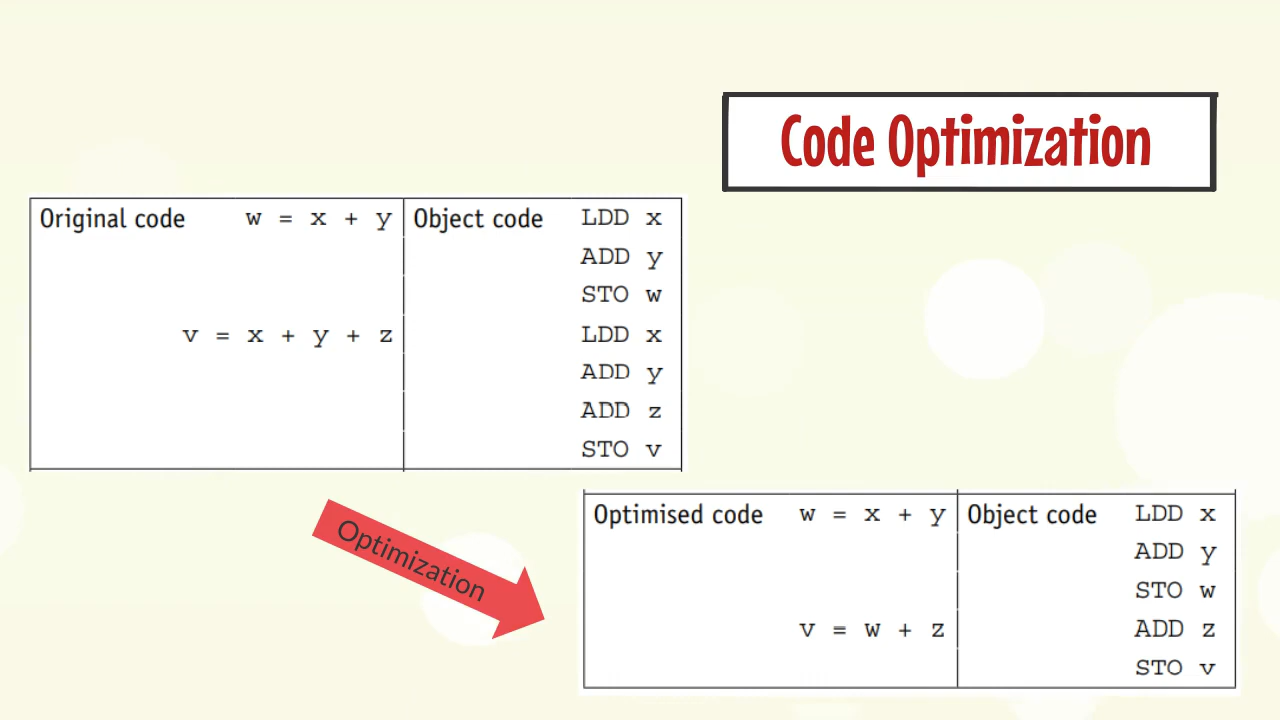 Code Optimization
Original code w = x + y Object code LDD x
ADD y
STO w
v = x + y + z LDD x
ADD y
ADD z
STO v
Optimization
Optimised code w = x + y Object code LDD x
ADD y
STO w
v = w + z ADD z
STO v